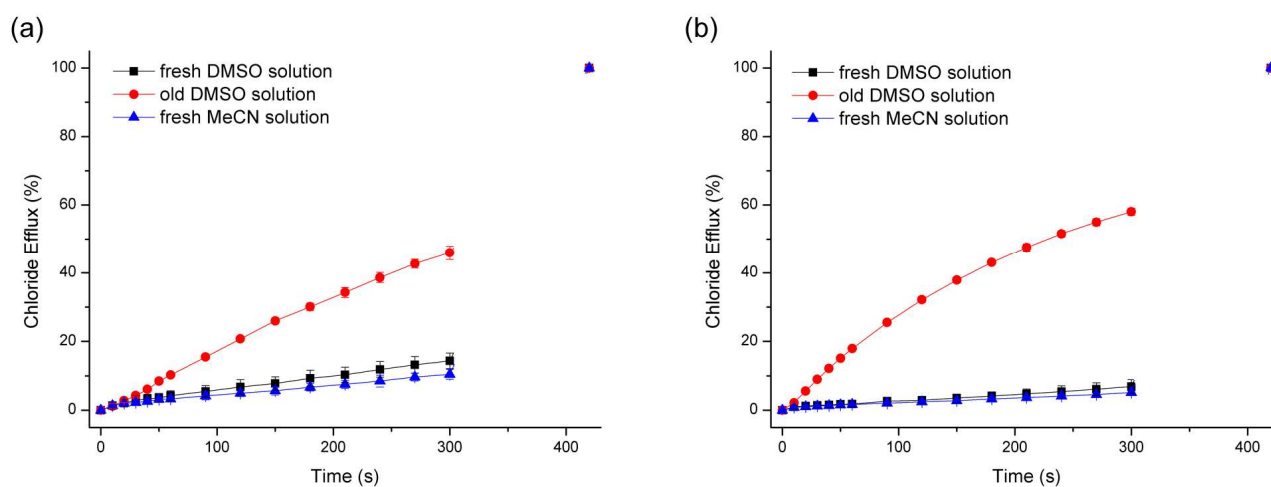 (a)
fresh DMSO solution
old DMSO solution
fresh MeCN solution
Chloride Efflux (%)
100
80
60
40
20
0
0 100 200 300 400
Time (s)
(b)
fresh DMSO solution
old DMSO solution
fresh MeCN solution
Chloride Efflux (%)
100
80
60
40
20
0
0 100 200 300 400
Time (s)